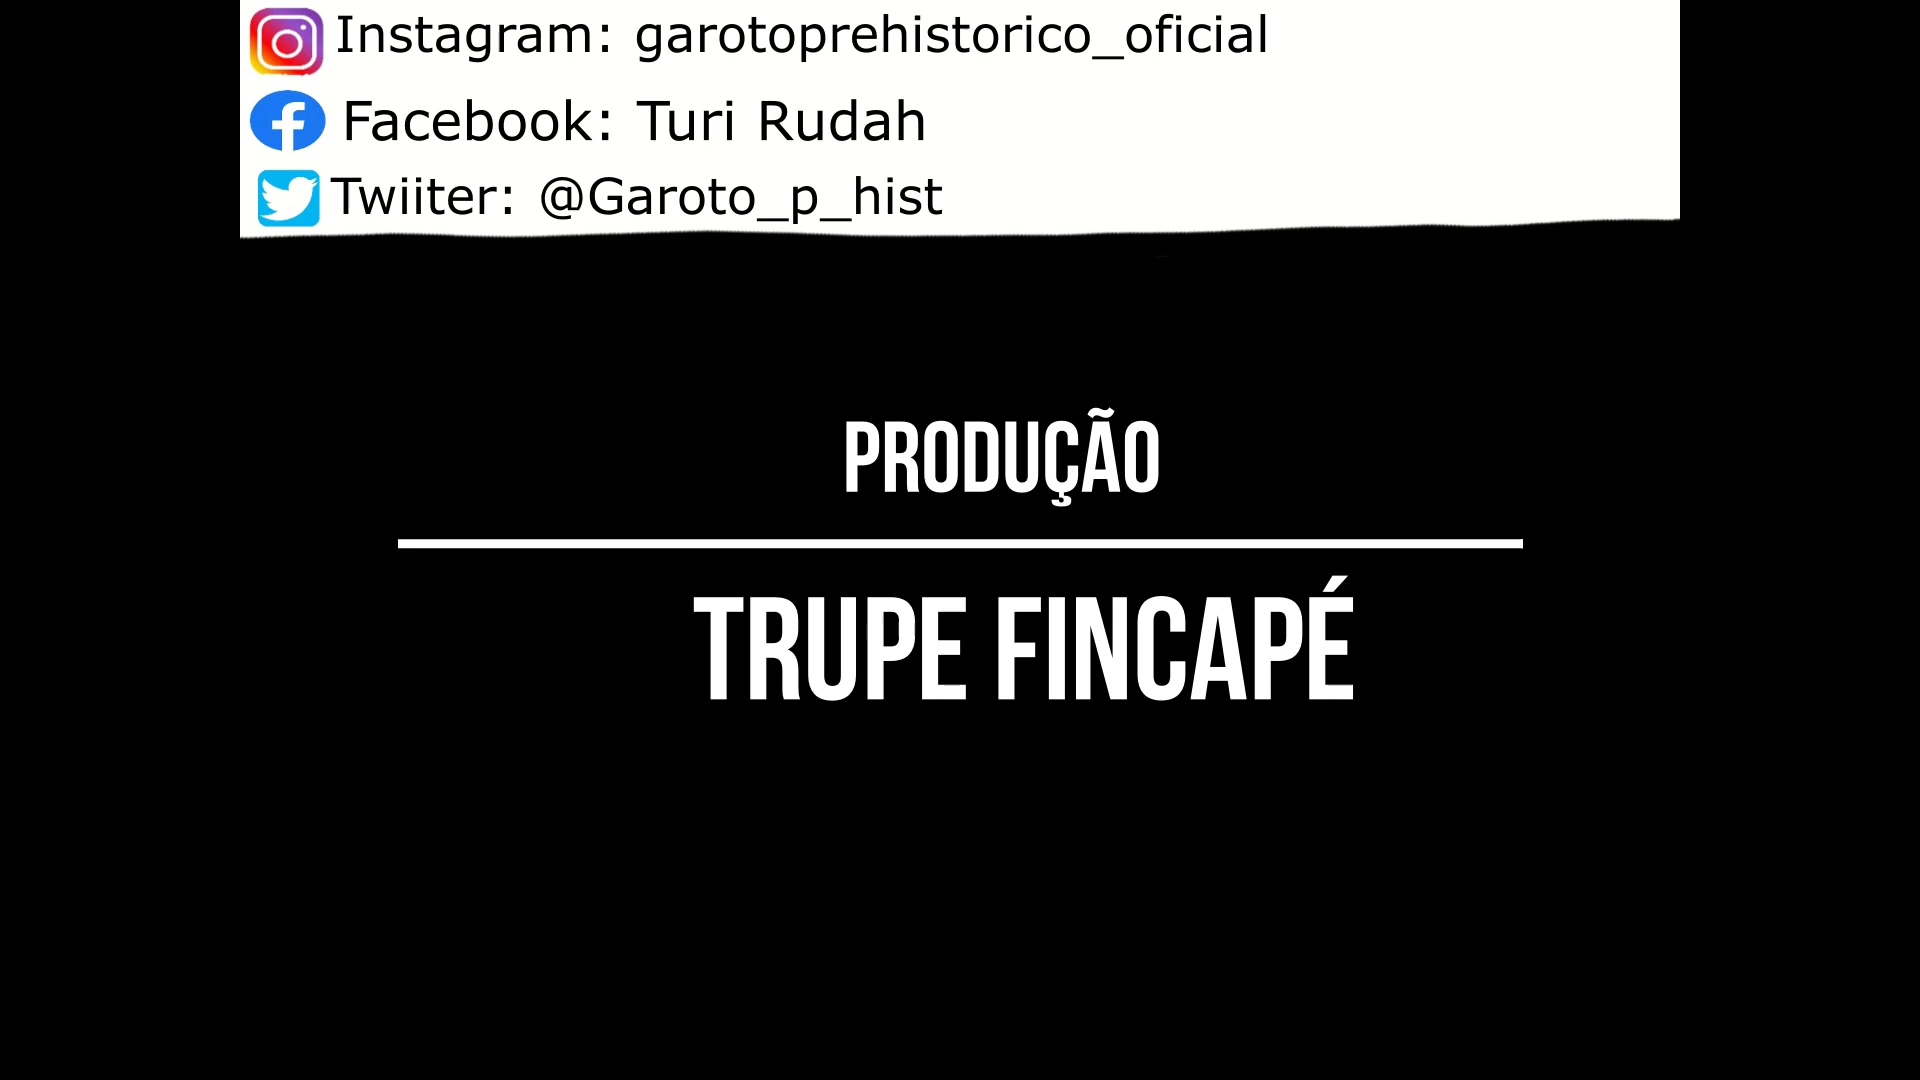 Instagram: garotoprehistorico_oficial
Facebook: Turi Rudah
Twiiter: @Garoto_p_hist
PRODUÇÃO
TRUPE FINCAPÉ